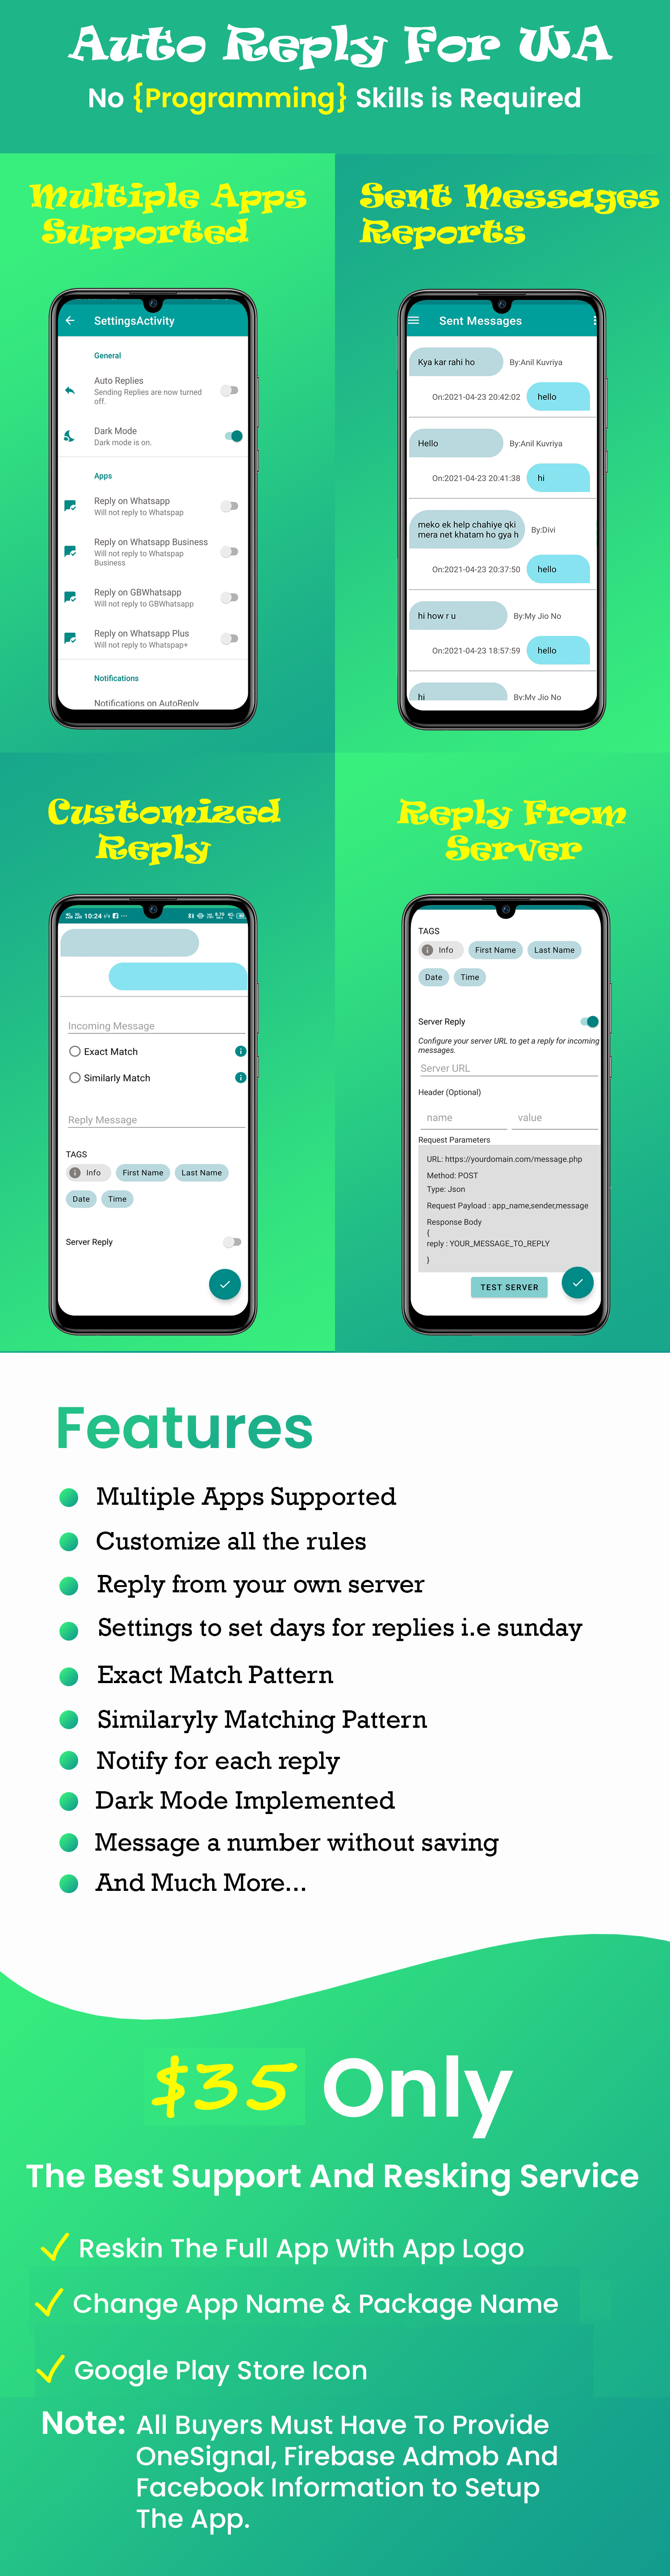 Auto Reply For WA
No {Programming} Skills is Required
Multiple Apps
Supported
SettingsActivity
General
Auto Replies
Sending Replies are now turned
off.
Dark Mode
Dark mode is on.
Apps
Reply on Whatsapp
Will not reply to Whatspap
Reply on Whatsapp Business
Will not reply to Whatspap
Business
Reply on GBWhatsapp
Will not reply to GBWhatsapp
Reply on Whatsapp Plus
Will not reply to Whatsapp+
Notifications
Notifications on AutoReply
Sent Messages
Reports
Sent Messages
Kya kar rahi ho By:Anil Kuvriya
On:2021-04-23 20:42:02 hello
Hello By:Anil Kuvriya
On:2021-04-23 20:41:38 hi
meko ek help chahiye qki
mera net khatam ho gya h By:Divi
On:2021-04-23 20:37:50 hello
hi how r u By:My Jio No
On:2021-04-23 18:57:59 hello
hi By:My Jio No
Customized
Reply
10:24
Incoming Message
Exact Match
Similarly Match
Reply Message
TAGS
Info First Name Last Name
Date Time
Server Reply
Reply From
Server
TAGS
Info First Name Last Name
Date Time
Server Reply
Configure your server URL to get a reply for incoming
messages.
Server URL
Header (Optional)
name value
Request Parameters
URL: https://yourdomain.com/message.php
Method: POST
Type: Json
Request Payload : app_name,sender,message
Response Body
{
reply : YOUR_MESSAGE_TO_REPLY
}
TEST SERVER
Features
Multiple Apps Supported
Customize all the rules
Reply from your own server
Settings to set days for replies i.e sunday
Exact Match Pattern
Similaryly Matching Pattern
Notify for each reply
Dark Mode Implemented
Message a number without saving
And Much More...
$35 Only
The Best Support And Resking Service
Reskin The Full App With App Logo
Change App Name & Package Name
Google Play Store Icon
Note: All Buyers Must Have To Provide
OneSignal, Firebase Admob And
Facebook Information to Setup
The App.